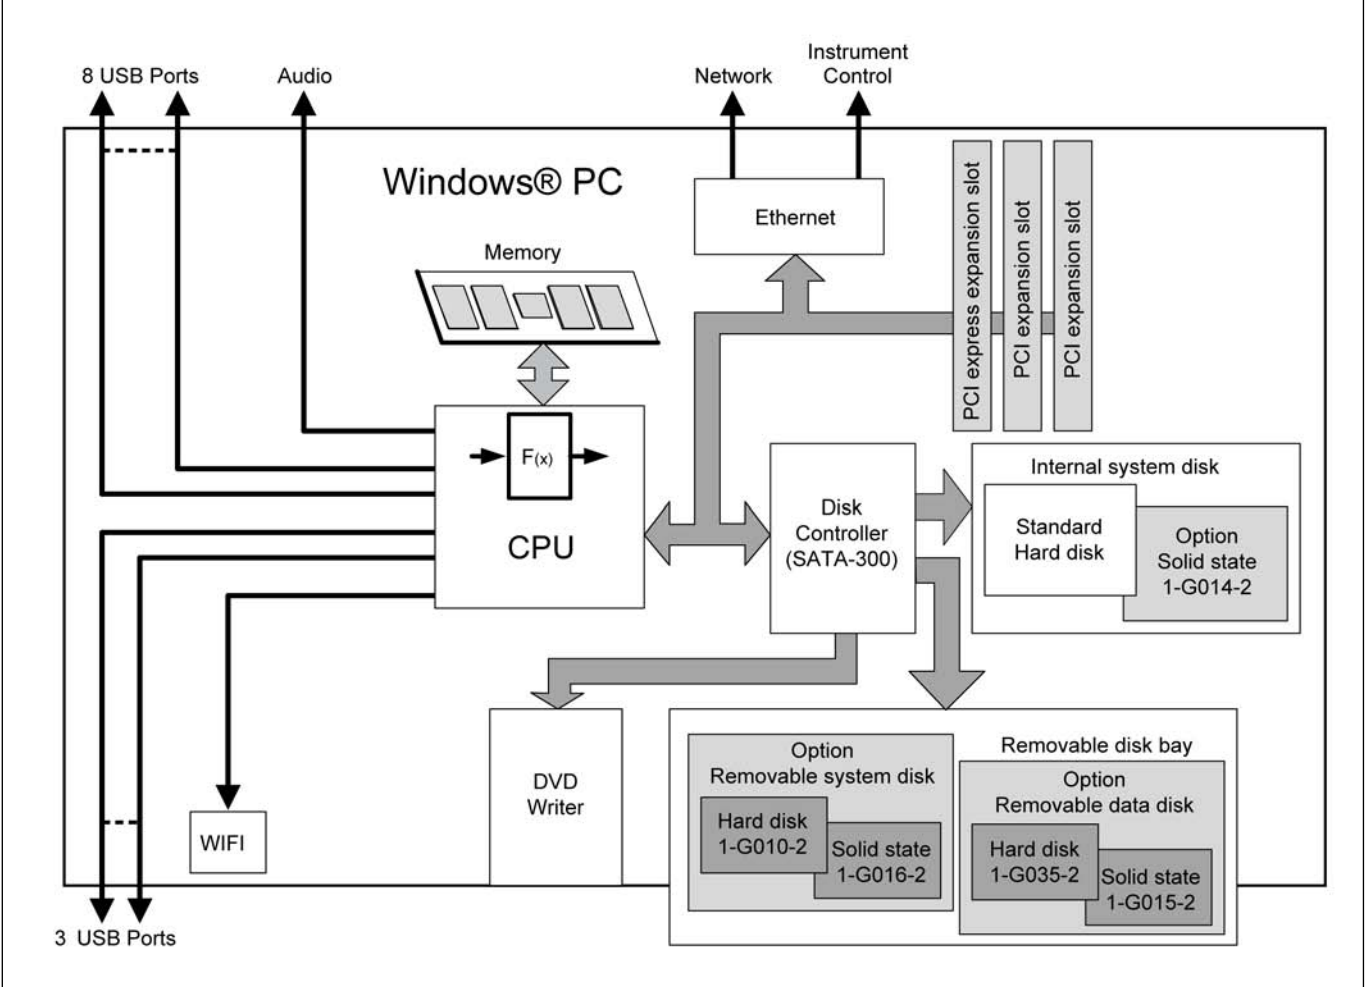 8 USB Ports
Audio
Network
Instrument
Control
Windows® PC
Ethernet
Memory
PCI express expansion slot
PCI expansion slot
PCI expansion slot
F(x)
CPU
Disk
Controller
(SATA-300)
Internal system disk
Standard
Hard disk
Option
Solid state
1-G014-2
DVD
Writer
WIFI
Removable disk bay
Option
Removable system disk
Hard disk
1-G010-2
Solid state
1-G016-2
Option
Removable data disk
Hard disk
1-G035-2
Solid state
1-G015-2
3 USB Ports